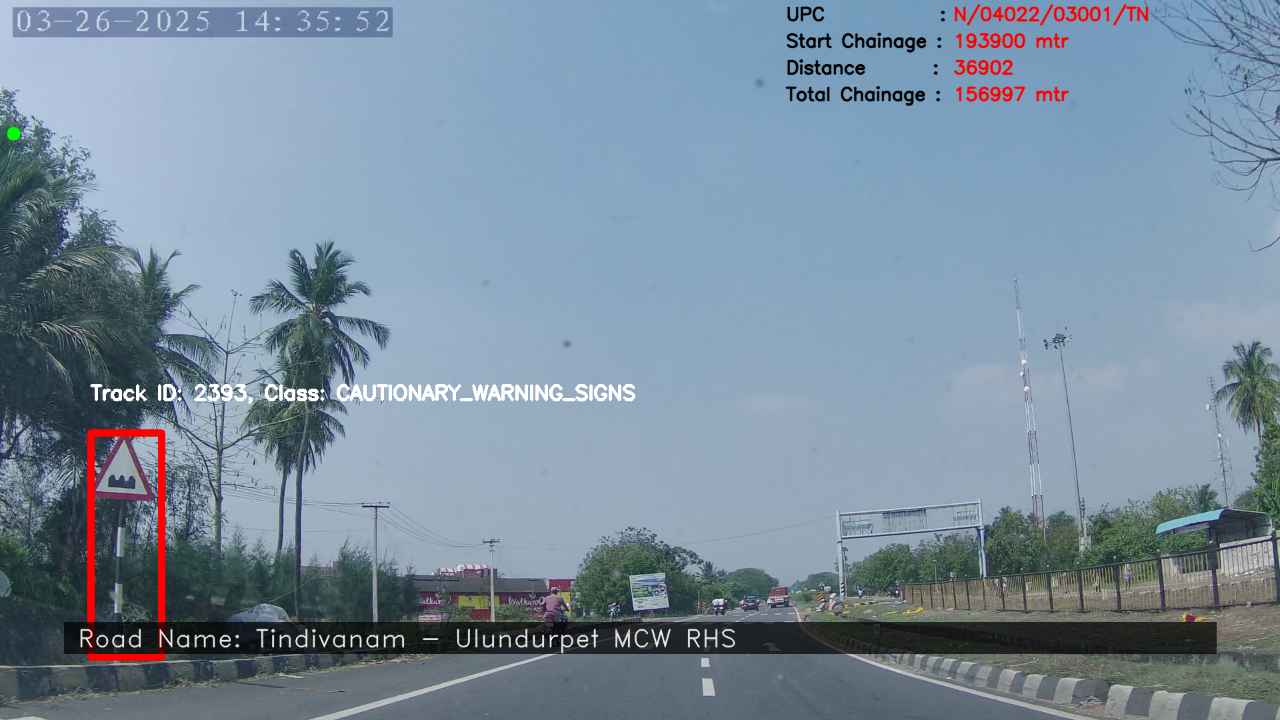 03-26-2025 14:35:52
UPC : N/04022/03001/TN
Start Chainage : 193900 mtr
Distance : 36902
Total Chainage : 156997 mtr
Track ID: 2393, Class: CAUTIONARY_WARNING_SIGNS
Road Name: Tindivanam - Ulundurpet MCW RHS